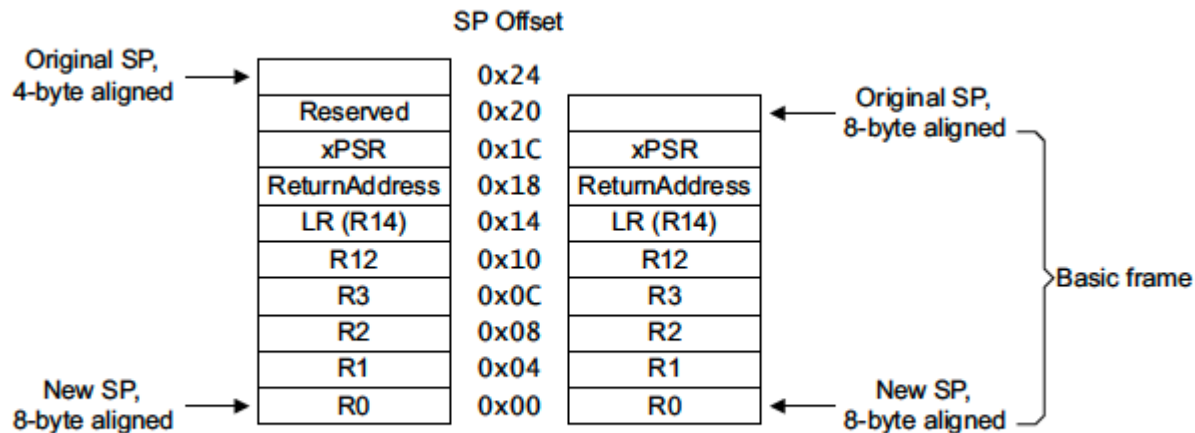 SP Offset
Original SP,
4-byte aligned
0x24
Reserved
0x20
Original SP,
8-byte aligned
xPSR
0x1C
xPSR
ReturnAddress
0x18
ReturnAddress
LR (R14)
0x14
LR (R14)
R12
0x10
R12
Basic frame
R3
0x0C
R3
R2
0x08
R2
R1
0x04
R1
New SP,
8-byte aligned
R0
0x00
R0
New SP,
8-byte aligned